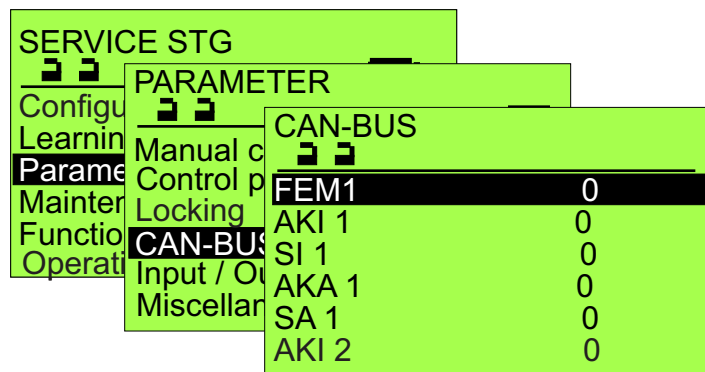 SERVICE STG
Configu
Learnin
Parame
Mainter
Functio
Operati
PARAMETER
Manual c
Control p
Locking
CAN-BUS
Input / Ou
Miscellan
CAN-BUS
FEM1 0
AKI 1 0
SI 1 0
AKA 1 0
SA 1 0
AKI 2 0